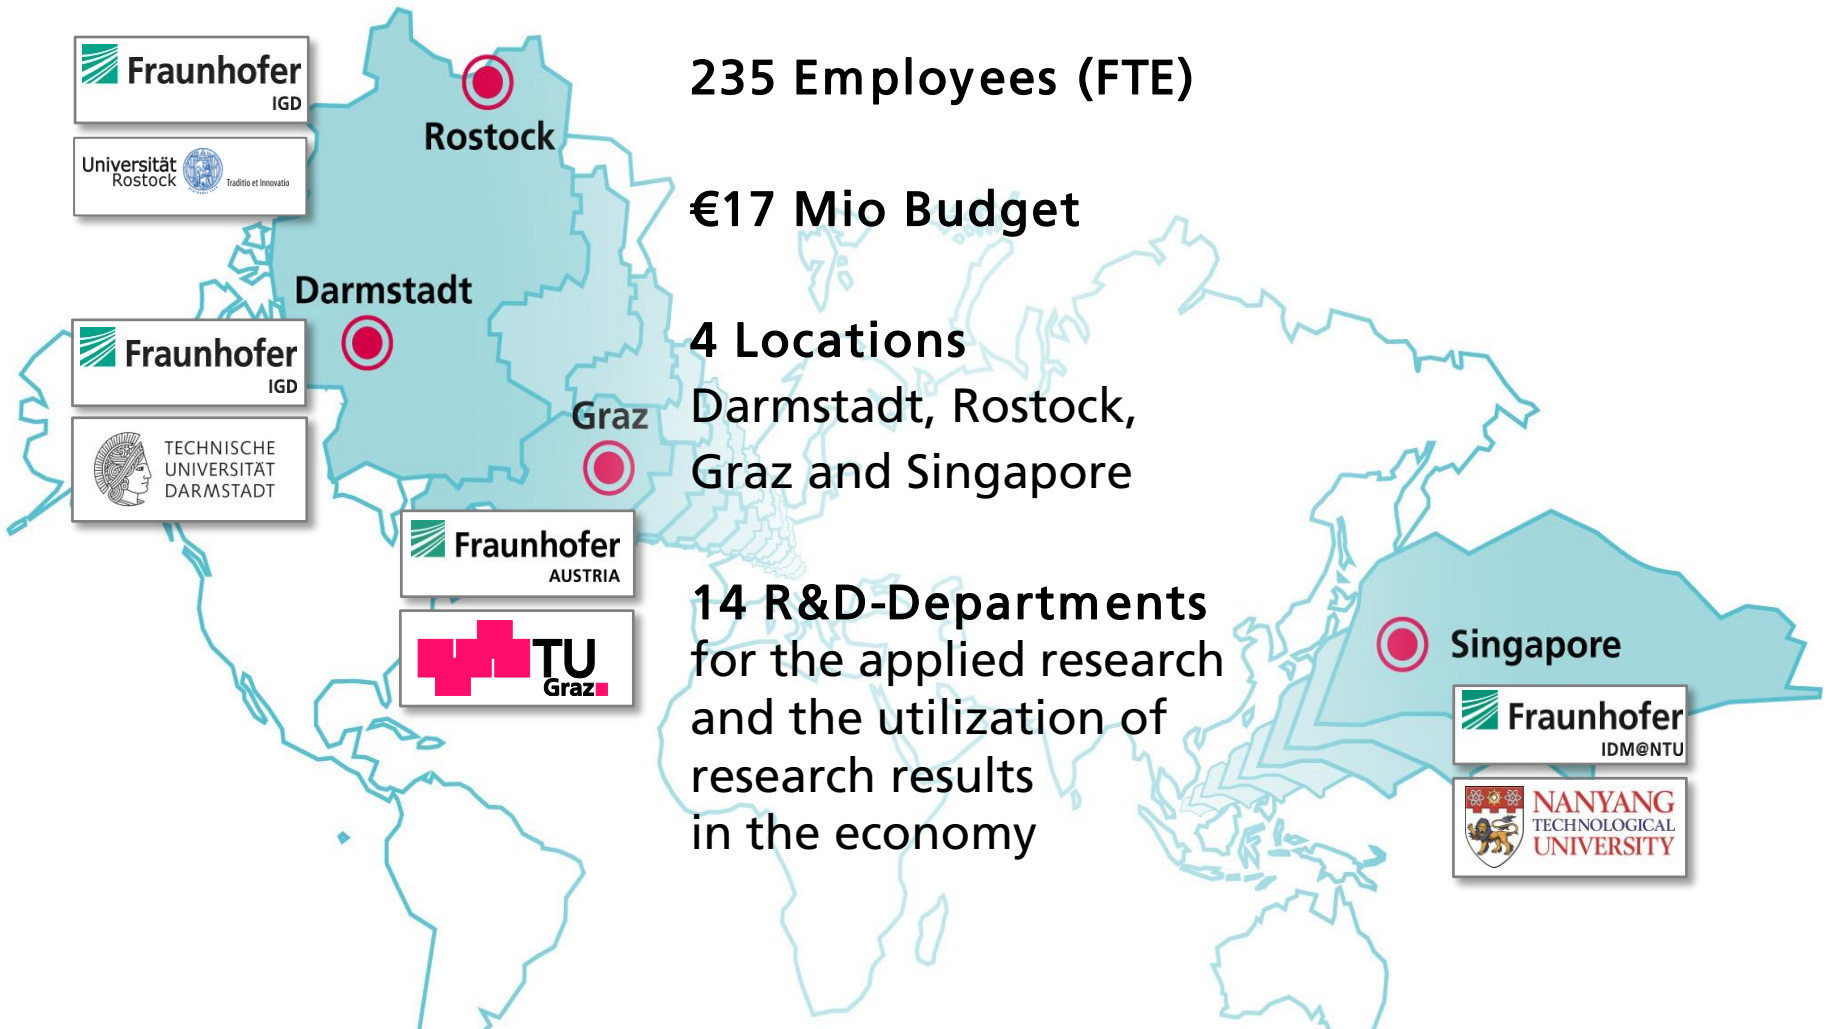 Fraunhofer
IGD
Universität
Rostock
Traditio et Innovatio
Rostock
Darmstadt
Fraunhofer
IGD
TECHNISCHE
UNIVERSITÄT
DARMSTADT
Graz
Fraunhofer
AUSTRIA
TU
Graz
235 Employees (FTE)
€17 Mio Budget
4 Locations
Darmstadt, Rostock,
Graz and Singapore
14 R&D-Departments
for the applied research
and the utilization of
research results
in the economy
Singapore
Fraunhofer
IDM@NTU
NANYANG
TECHNOLOGICAL
UNIVERSITY